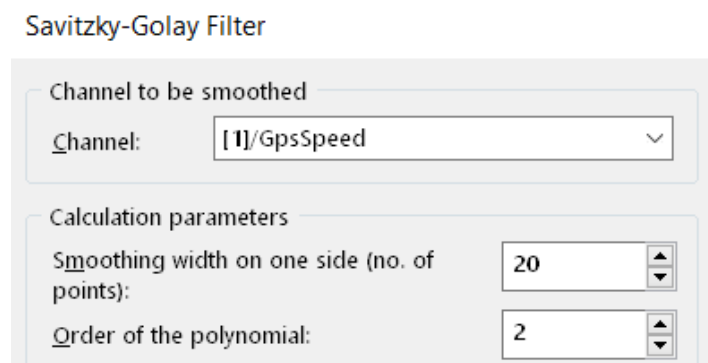 Savitzky-Golay Filter
Channel to be smoothed
Channel: [1]/GpsSpeed
Calculation parameters
Smoothing width on one side (no. of 20
points):
Order of the polynomial: 2